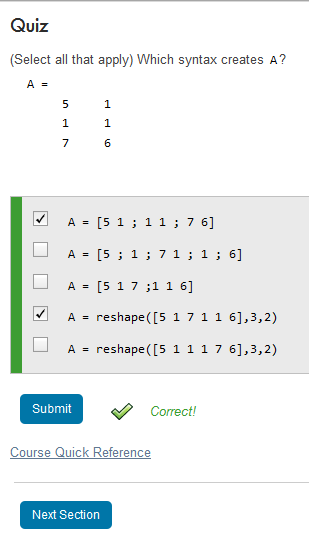 Quiz
(Select all that apply) Which syntax creates A?
A =
5 1
1 1
7 6
A = [5 1 ; 1 1 ; 7 6]
A = [5 ; 1 ; 7 1 ; 1 ; 6]
A = [5 1 7 ;1 1 6]
A = reshape([5 1 7 1 1 6],3,2)
A = reshape([5 1 1 1 7 6],3,2)
Submit Correct!
Course Quick Reference
Next Section